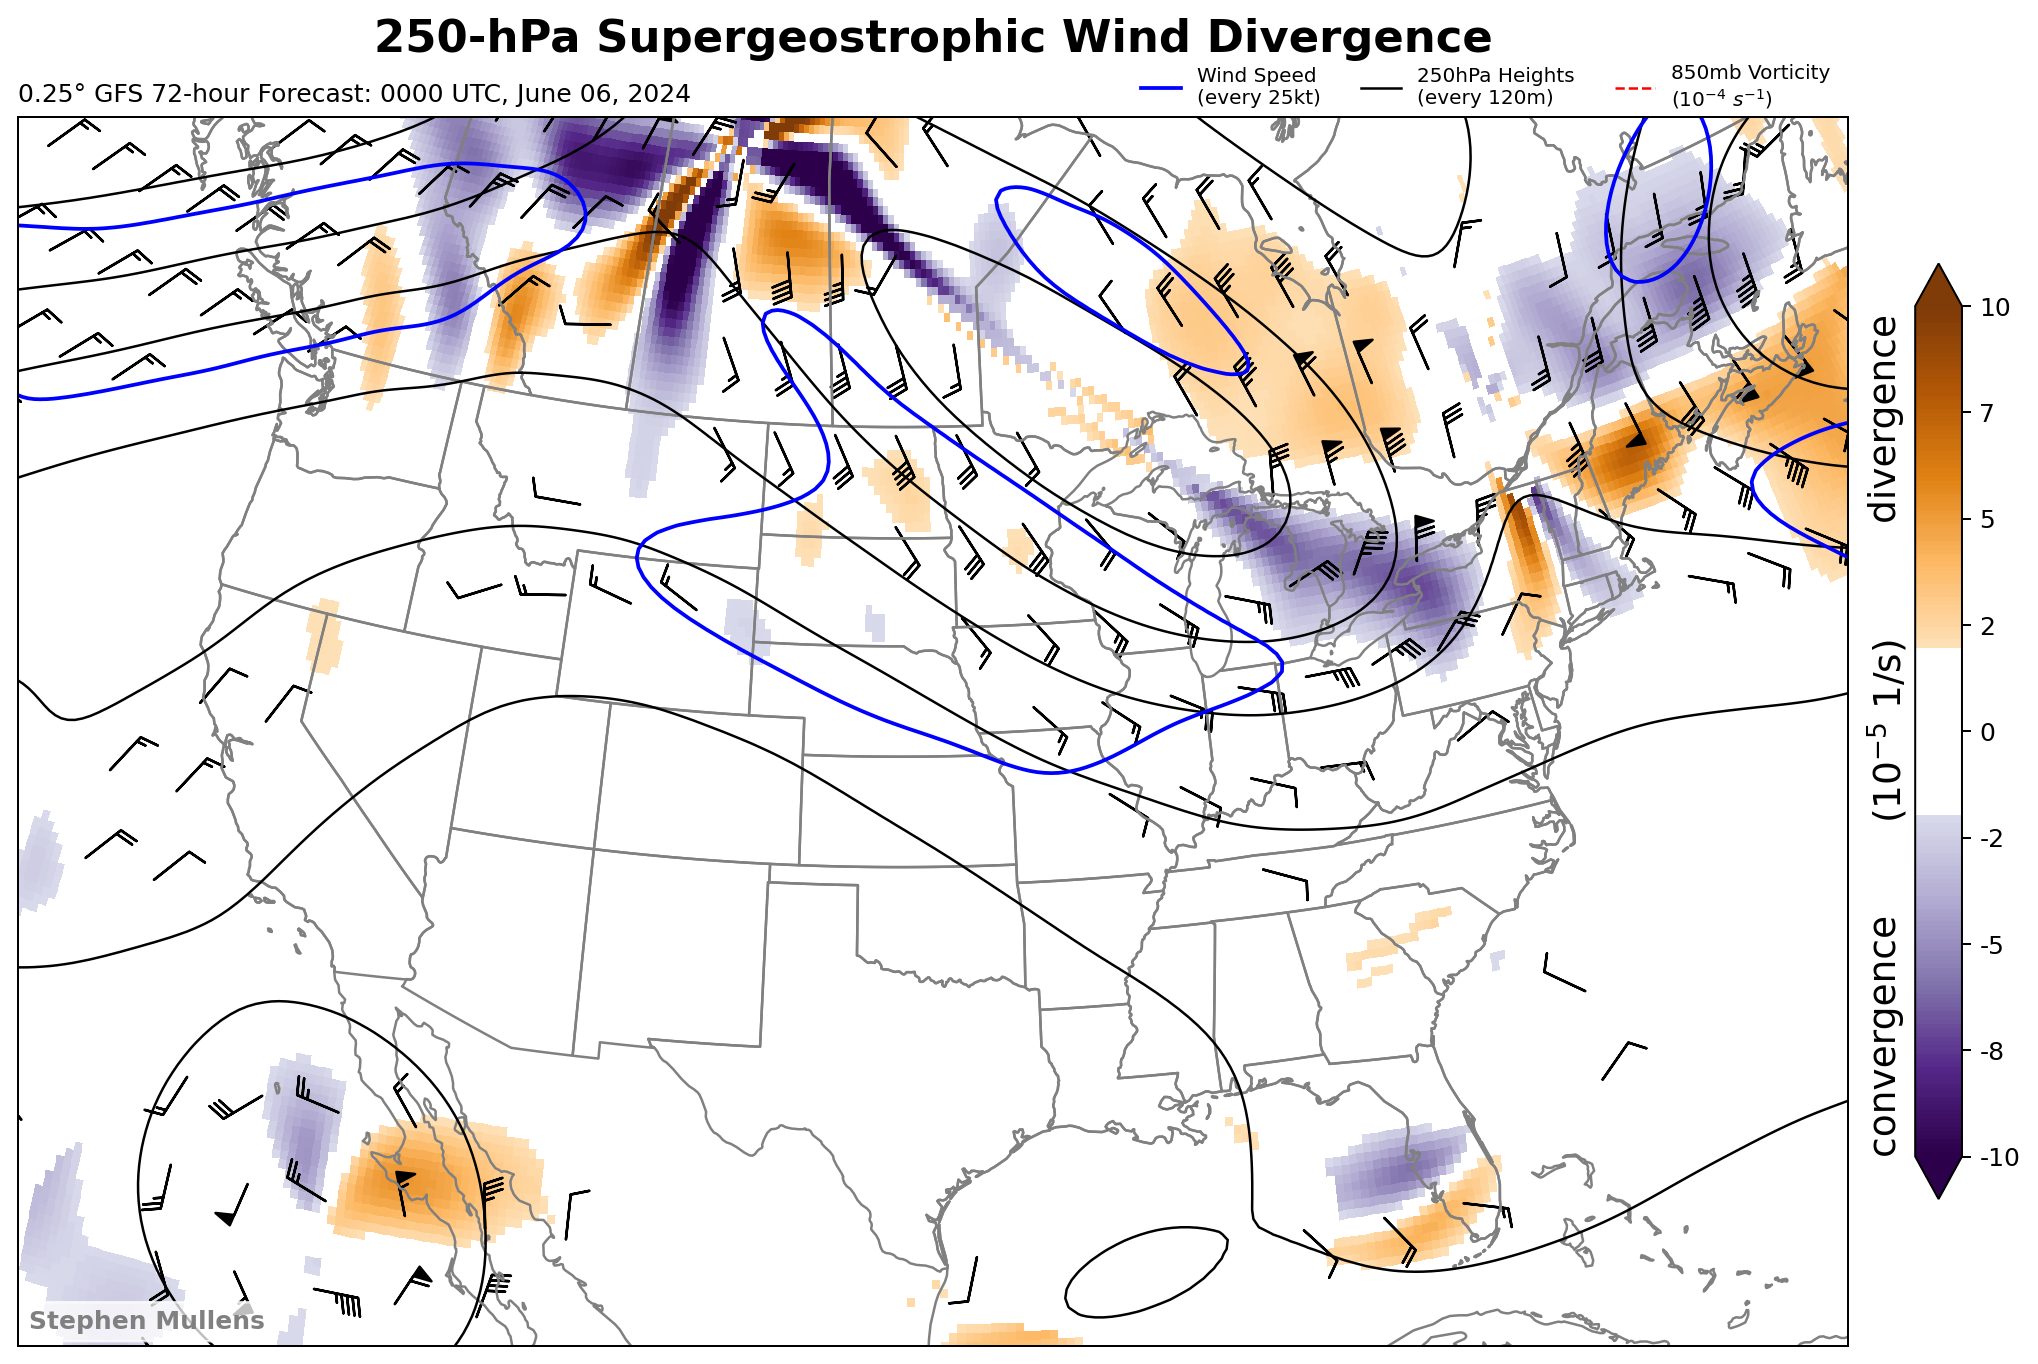 250-hPa Supergeostrophic Wind Divergence
0.25° GFS 72-hour Forecast: 0000 UTC, June 06, 2024
Wind Speed
(every 25kt)
250hPa Heights
(every 120m)
850mb Vorticity
(10⁻⁴ s⁻¹)
10
7
5
2
0
-2
-5
-8
-10
convergence (10⁻⁵ 1/s) divergence
Stephen Mullens